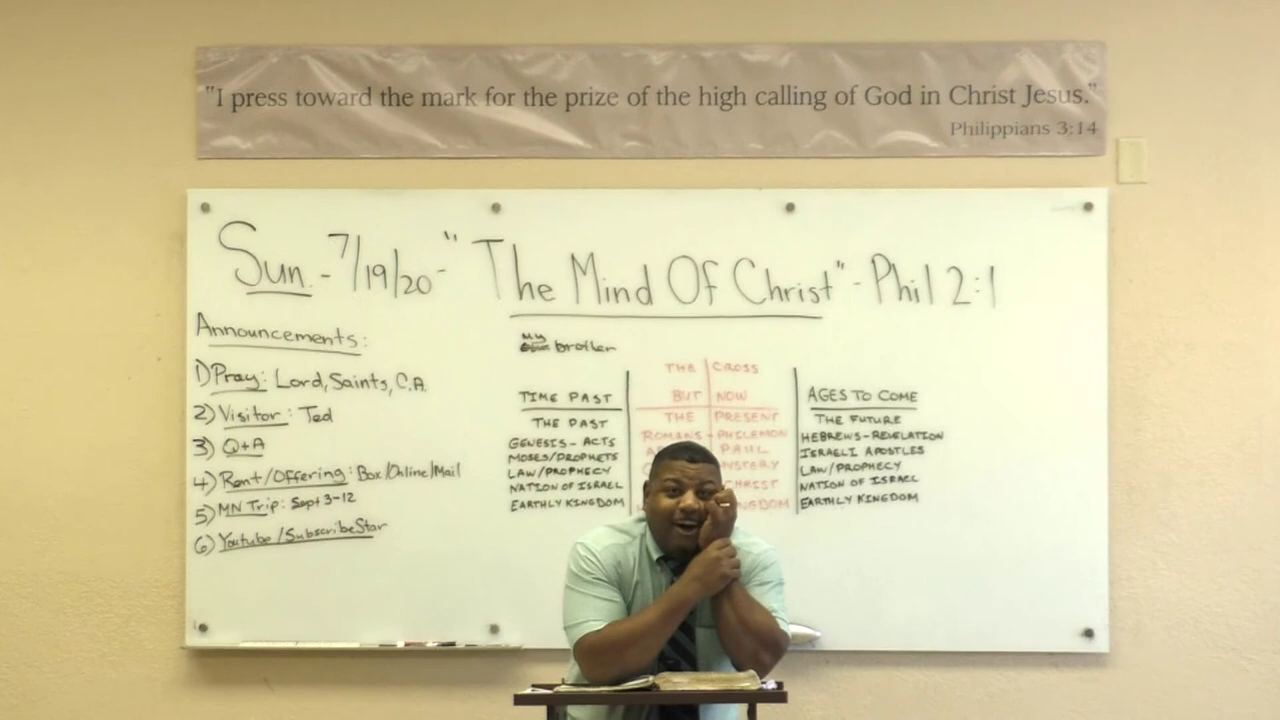 "I press toward the mark for the prize of the high calling of God in Christ Jesus."
Philippians 3:14
Sun. - 7/19/20 - "The Mind Of Christ" - Phil 2:1
Announcements:
1) Pray: Lord, Saints, C.A.
2) Visitor: Ted
3) Q+A
4) Rent/Offering: Box/Online/Mail
5) MN Trip: Sept 3-12
6) Youtube/SubscribeStar
My
broiler
TIME PAST
THE PAST
GENESIS - ACTS
MOSES/PROPHETS
LAW/PROPHECY
NATION OF ISRAEL
EARTHLY KINGDOM
THE CROSS
BUT NOW
THE PRESENT
ROMANS - PHILEMON
PAUL
CHRIST
AGES TO COME
THE FUTURE
HEBREWS-REVELATION
ISRAELI APOSTLES
LAW/PROPHECY
NATION OF ISRAEL
EARTHLY KINGDOM